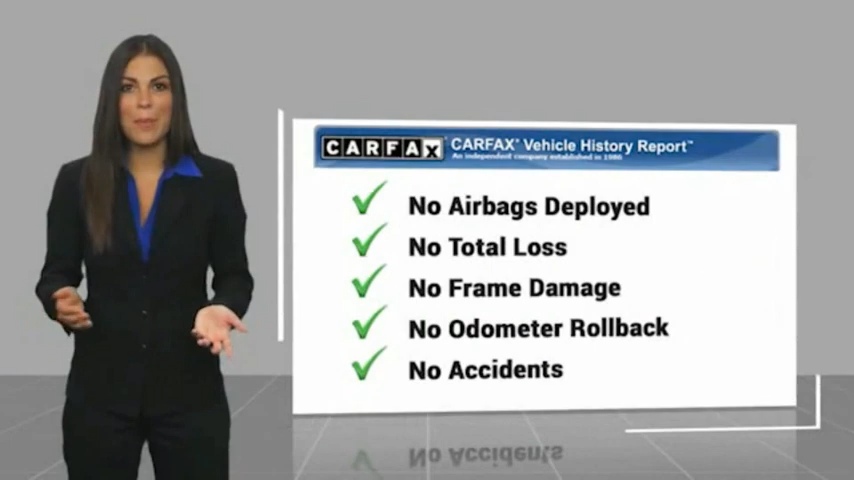 CARFAX CARFAX® Vehicle History Report™
An independent company established in 1986
No Airbags Deployed
No Total Loss
No Frame Damage
No Odometer Rollback
No Accidents
No Accidents